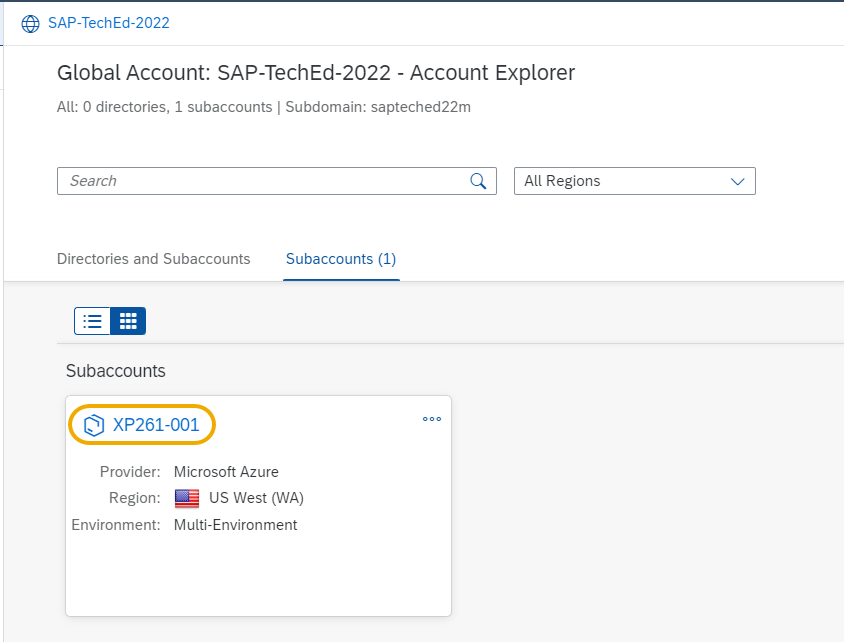 SAP-TechEd-2022
Global Account: SAP-TechEd-2022 - Account Explorer
All: 0 directories, 1 subaccounts | Subdomain: sapteched22m
Search
All Regions
Directories and Subaccounts
Subaccounts (1)
Subaccounts
XP261-001
Provider: Microsoft Azure
Region: US West (WA)
Environment: Multi-Environment